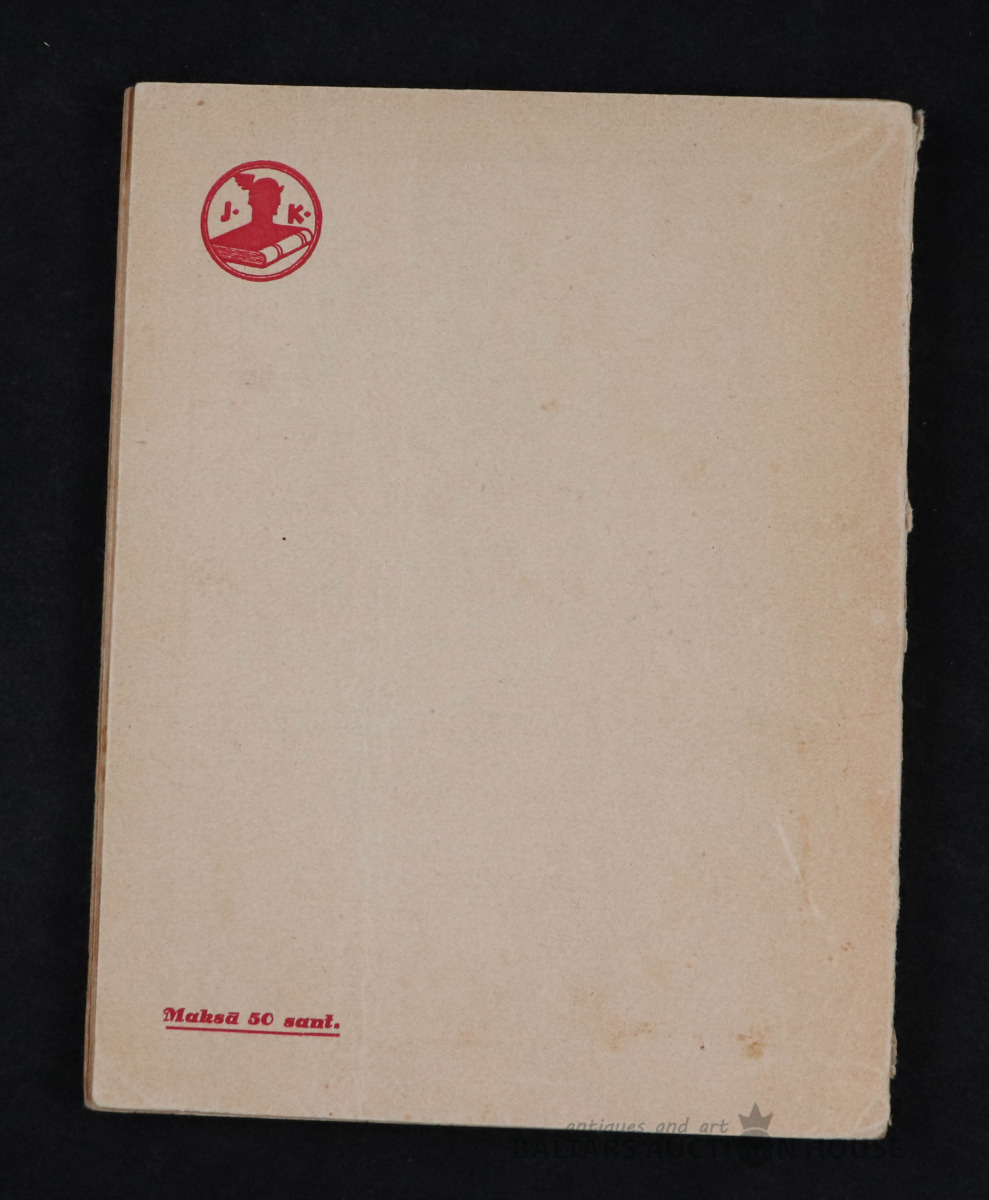 J. K.
Maksā 50 sant.
antiques and art
BALTARS AUCTION HOUSE